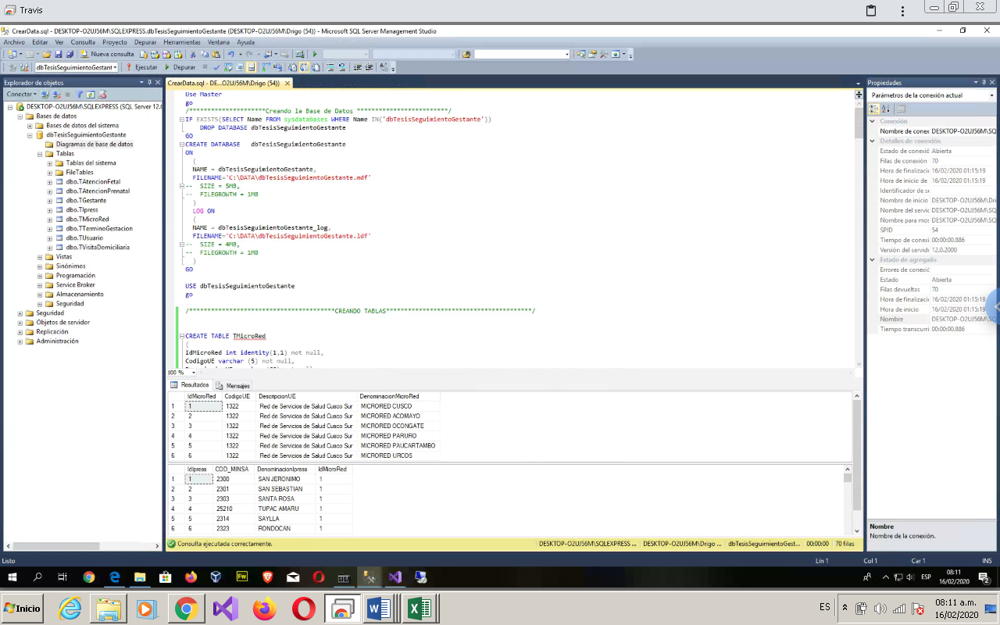 Travis
CrearData.sql - DESKTOP-O2UJ56M\SQLEXPRESS.dbTesisSeguimientoGestante (DESKTOP-O2UJ56M\Drigo (54)) - Microsoft SQL Server Management Studio
Archivo Editar Ver Consulta Proyecto Depurar Herramientas Ventana Ayuda
Nueva consulta
dbTesisSeguimientoGestant Ejecutar Depurar
Explorador de objetos
Conectar
DESKTOP-O2UJ56M\SQLEXPRESS (SQL Server 12.0
Bases de datos
Bases de datos del sistema
dbTesisSeguimientoGestante
Diagramas de base de datos
Tablas
Tablas del sistema
FileTables
dbo.TAtencionFetal
dbo.TAtencionPrenatal
dbo.TGestante
dbo.TIpress
dbo.TMicroRed
dbo.TTerminoGestacion
dbo.TUsuario
dbo.TVisitaDomiciliaria
Vistas
Sinónimos
Programación
Service Broker
Almacenamiento
Seguridad
Seguridad
Objetos de servidor
Replicación
Administración
CrearData.sql - DE...O2UJ56M\Drigo (54))
Use Master
go
/*********************Creando la Base de Datos *************************/
IF EXISTS(SELECT Name FROM sysdatabases WHERE Name IN('dbTesisSeguimientoGestante'))
DROP DATABASE dbTesisSeguimientoGestante
GO
CREATE DATABASE dbTesisSeguimientoGestante
ON
(
NAME = dbTesisSeguimientoGestante,
FILENAME='C:\DATA\dbTesisSeguimientoGestante.mdf'
-- SIZE = 5MB,
-- FILEGROWTH = 1MB
)
LOG ON
(
NAME = dbTesisSeguimientoGestante_log,
FILENAME='C:\DATA\dbTesisSeguimientoGestante.ldf'
-- SIZE = 4MB,
-- FILEGROWTH = 1MB
)
GO
USE dbTesisSeguimientoGestante
go
/****************************************CREANDO TABLAS****************************************/
CREATE TABLE TMicroRed
(
IdMicroRed int identity(1,1) not null,
CodigoUE varchar (5) not null,
100 %
Resultados Mensajes
IdMicroRed CodigoUE DescripcionUE DenominacionMicroRed
1 1 1322 Red de Servicios de Salud Cusco Sur MICRORED CUSCO
2 2 1322 Red de Servicios de Salud Cusco Sur MICRORED ACOMAYO
3 3 1322 Red de Servicios de Salud Cusco Sur MICRORED OCONGATE
4 4 1322 Red de Servicios de Salud Cusco Sur MICRORED PARURO
5 5 1322 Red de Servicios de Salud Cusco Sur MICRORED PAUCARTAMBO
6 6 1322 Red de Servicios de Salud Cusco Sur MICRORED URCOS
IdIpress COD_MINSA DenominacionIpress IdMicroRed
1 1 2300 SAN JERONIMO 1
2 2 2301 SAN SEBASTIAN 1
3 3 2303 SANTA ROSA 1
4 4 25210 TUPAC AMARU 1
5 5 2314 SAYLLA 1
6 6 2323 RONDOCAN 1
Consulta ejecutada correctamente. DESKTOP-O2UJ56M\SQLEXPRESS ... DESKTOP-O2UJ56M\Drigo ... dbTesisSeguimientoGest... 00:00:00 70 filas
Propiedades
Parámetros de la conexión actual
Conexión
Nombre de conex DESKTOP-O2UJ56M\SQ
Detalles de conexión
Estado de conexió Abierta
Filas de conexión 70
Hora de finalizació 16/02/2020 01:15:19
Hora de inicio de 16/02/2020 01:15:19
Identificador de se
Nombre de inicio DESKTOP-O2UJ56M\Dri
Nombre del servic DESKTOP-O2UJ56M\SQ
Nombre para mos DESKTOP-O2UJ56M\SQ
SPID 54
Tiempo de conexi 00:00:00.886
Versión del servid 12.0.2000
Estado de agregado
Errores de conexió
Estado Abierta
Filas devueltas 70
Hora de finalizació 16/02/2020 01:15:19
Hora de inicio 16/02/2020 01:15:19
Nombre DESKTOP-O2UJ56M\SQ
Tiempo transcurri 00:00:00.886
Nombre
Nombre de la conexión.
Listo Lín 1 Col 1 Car 1 INS
Fw ESP 08:11
16/02/2020 2
Inicio ES 08:11 a.m.
16/02/2020